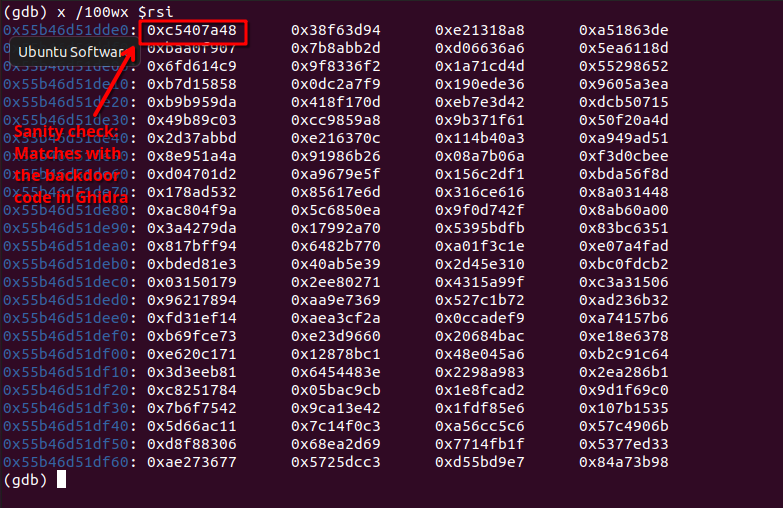 (gdb) x /100wx $rsi
0x55b46d51dde0: 0xc5407a48 0x38f63d94 0xe21318a8 0xa51863de
0x7b8abb2d 0xd06636a6 0x5ea6118d
Ubuntu Software
0x6fd614c9 0x9f8336f2 0x1a71cd4d 0x55298652
0x55b46d51de10: 0xb7d15858 0x0dc2a7f9 0x190ede36 0x9605a3ea
0x55b46d51de20: 0xb9b959da 0x418f170d 0xeb7e3d42 0xdcb50715
0x55b46d51de30: 0x49b89c03 0xcc9859a8 0x9b371f61 0x50f20a4d
Sanity check:
0x55b46d51de40: 0x2d37abbd 0xe216370c 0x114b40a3 0xa949ad51
Matches with
0x55b46d51de50: 0x8e951a4a 0x91986b26 0x08a7b06a 0xf3d0cbee
the backdoor
0x55b46d51de60: 0xd04701d2 0xa9679e5f 0x156c2df1 0xbda56f8d
code in Ghidra
0x55b46d51de70: 0x178ad532 0x85617e6d 0x316ce616 0x8a031448
0x55b46d51de80: 0xac804f9a 0x5c6850ea 0x9f0d742f 0x8ab60a00
0x55b46d51de90: 0x3a4279da 0x17992a70 0x5395bdfb 0x83bc6351
0x55b46d51dea0: 0x817bff94 0x6482b770 0xa01f3c1e 0xe07a4fad
0x55b46d51deb0: 0xbded81e3 0x40ab5e39 0x2d45e310 0xbc0fdcb2
0x55b46d51dec0: 0x03150179 0x2ee80271 0x4315a99f 0xc3a31506
0x55b46d51ded0: 0x96217894 0xaa9e7369 0x527c1b72 0xad236b32
0x55b46d51dee0: 0xfd31ef14 0xaea3cf2a 0x0ccadef9 0xa74157b6
0x55b46d51def0: 0xb69fce73 0xe23d9660 0x20684bac 0xe18e6378
0x55b46d51df00: 0xe620c171 0x12878bc1 0x48e045a6 0xb2c91c64
0x55b46d51df10: 0x3d3eeb81 0x6454483e 0x2298a983 0x2ea286b1
0x55b46d51df20: 0xc8251784 0x05bac9cb 0x1e8fcad2 0x9d1f69c0
0x55b46d51df30: 0x7b6f7542 0x9ca13e42 0x1fdf85e6 0x107b1535
0x55b46d51df40: 0x5d66ac11 0x7c14f0c3 0xa56cc5c6 0x57c4906b
0x55b46d51df50: 0xd8f88306 0x68ea2d69 0x7714fb1f 0x5377ed33
0x55b46d51df60: 0xae273677 0x5725dcc3 0xd55bd9e7 0x84a73b98
(gdb)